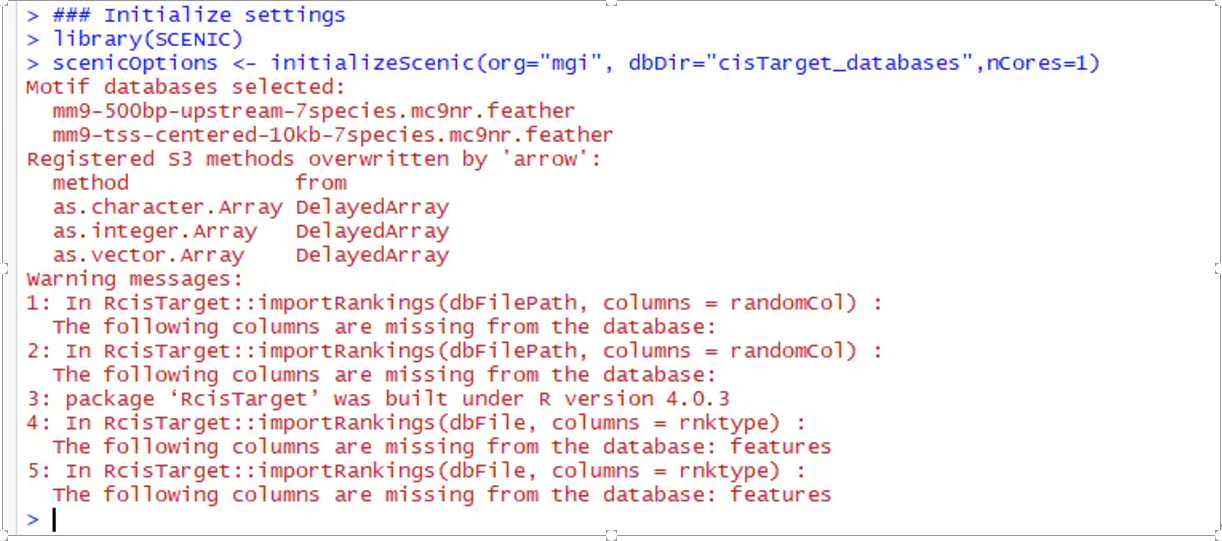 > ### Initialize settings
> library(SCENIC)
> scenicOptions <- initializeScenic(org="mgi", dbDir="cisTarget_databases",nCores=1)
Motif databases selected:
  mm9-500bp-upstream-7species.mc9nr.feather
  mm9-tss-centered-10kb-7species.mc9nr.feather
Registered S3 methods overwritten by 'arrow':
  method             from
  as.character.Array DelayedArray
  as.integer.Array   DelayedArray
  as.vector.Array    DelayedArray
Warning messages:
1: In RcisTarget::importRankings(dbFilePath, columns = randomCol) :
  The following columns are missing from the database:
2: In RcisTarget::importRankings(dbFilePath, columns = randomCol) :
  The following columns are missing from the database:
3: package ‘RcisTarget’ was built under R version 4.0.3
4: In RcisTarget::importRankings(dbFile, columns = rnktype) :
  The following columns are missing from the database: features
5: In RcisTarget::importRankings(dbFile, columns = rnktype) :
  The following columns are missing from the database: features
>